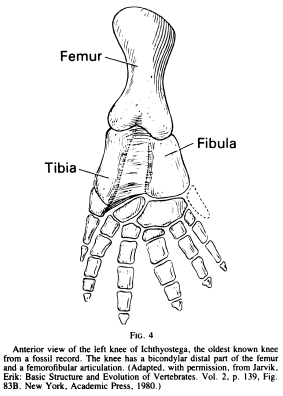 Femur
Fibula
Tibia
FIG. 4
Anterior view of the left knee of Ichthyostega, the oldest known knee
from a fossil record. The knee has a bicondylar distal part of the femur
and a femorofibular articulation. (Adapted, with permission, from Jarvik,
Erik: Basic Structure and Evolution of Vertebrates. Vol. 2, p. 139, Fig.
83B. New York, Academic Press, 1980.)